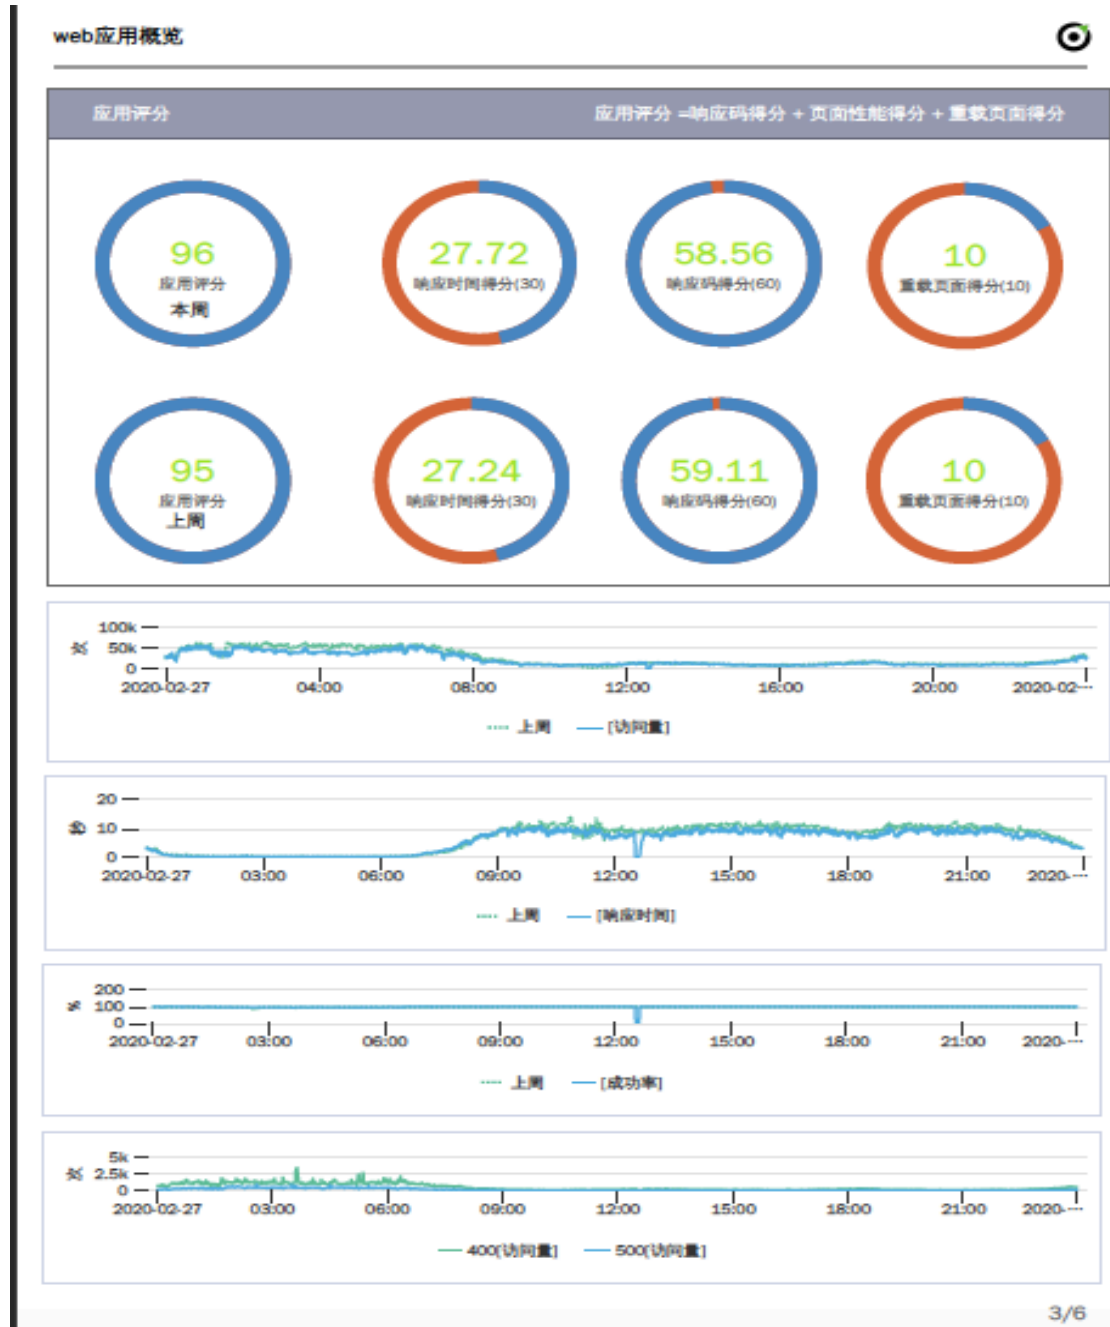 web应用概览
应用评分 应用评分 =响应码得分 + 页面性能得分 + 重载页面得分
96 27.72 58.56 10
应用评分 响应时间得分(30) 响应码得分(60) 重载页面得分(10)
本周
95 27.24 59.11 10
应用评分 响应时间得分(30) 响应码得分(60) 重载页面得分(10)
上周
次
100k
50k
0
2020-02-27 04:00 08:00 12:00 16:00 20:00 2020-02-···
上周 [访问量]
秒
20
10
0
2020-02-27 03:00 06:00 09:00 12:00 15:00 18:00 21:00 2020-···
上周 [响应时间]
%
200
100
0
2020-02-27 03:00 06:00 09:00 12:00 15:00 18:00 21:00 2020-···
上周 [成功率]
次
5k
2.5k
0
2020-02-27 03:00 06:00 09:00 12:00 15:00 18:00 21:00 2020-···
400[访问量] 500[访问量]
3/6